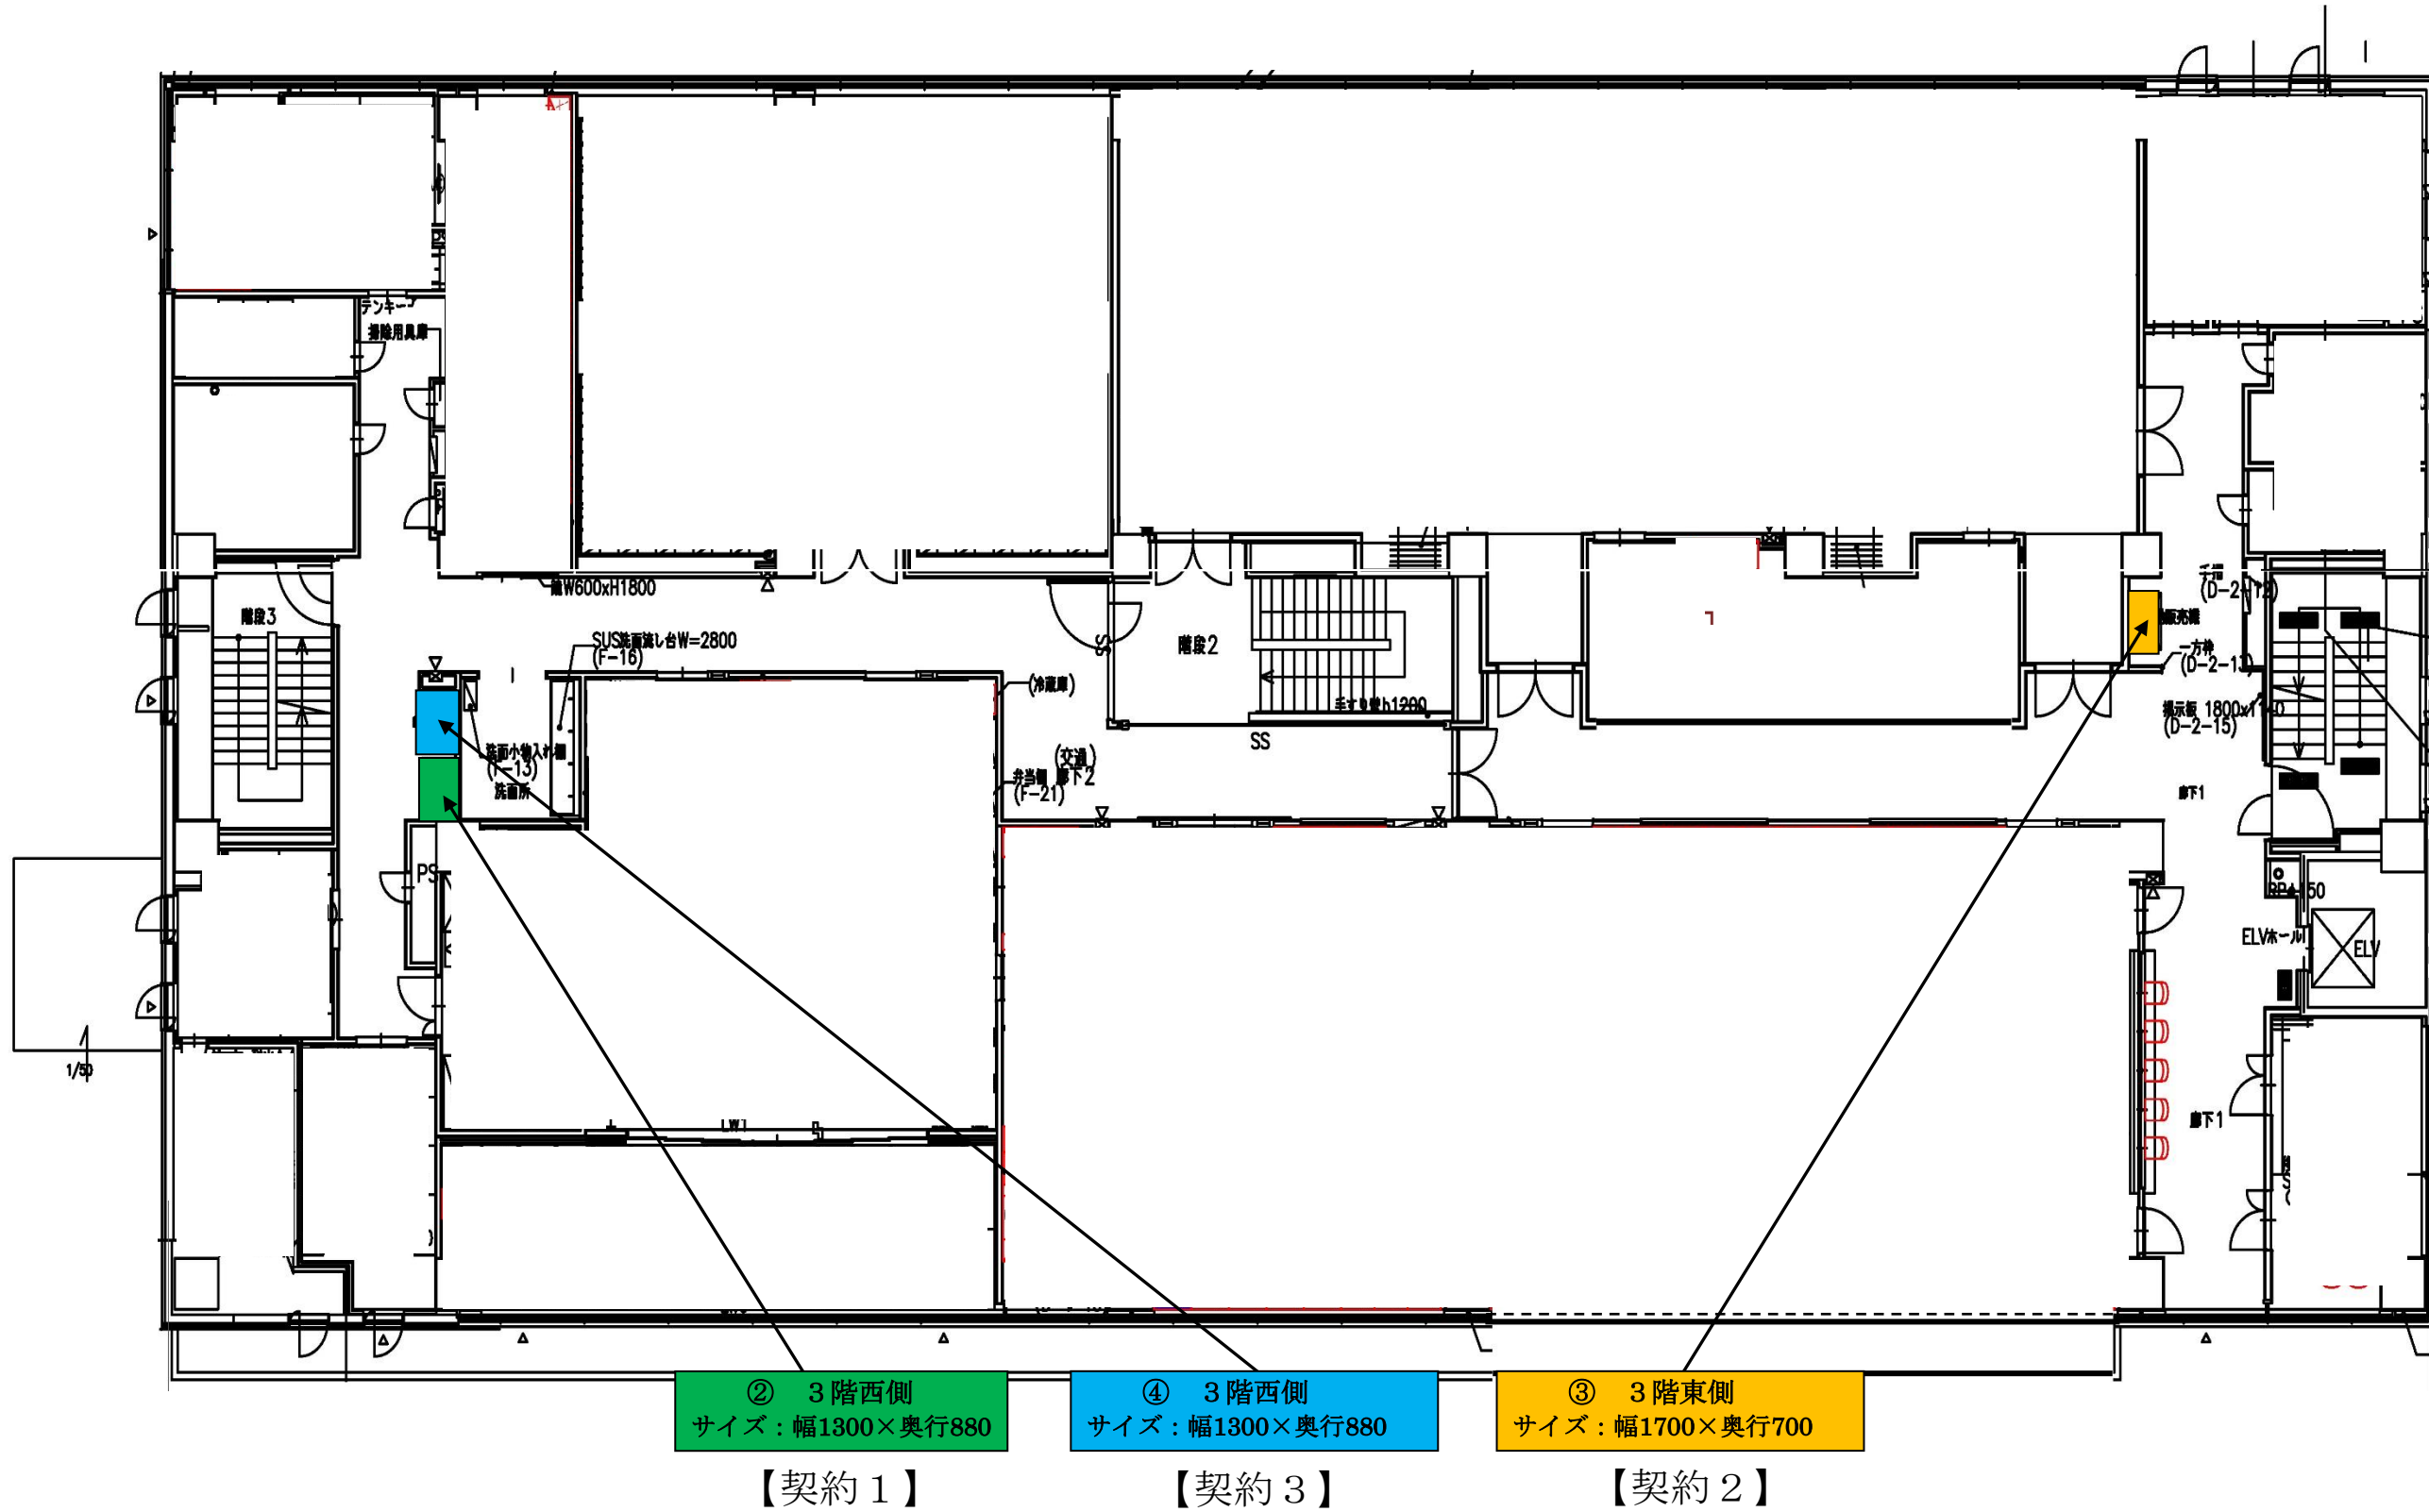 テンキー
掃除用具庫
鏡W600xH1800
階段3
SUS洗面流し台W=2800
(F-16)
階段2
SS
(冷蔵庫)
手すり壁h1200
(D-2-12)
一方枠
掲示板
(D-2-15)
洗面小物入れ棚
(F-13)
洗面所
(交通)
弁当棚 廊下2
(F-21)
SS
廊下1
PS
ELVホール
ELV
1/50
廊下1
② 3階西側
サイズ：幅1300×奥行880
④ 3階西側
サイズ：幅1300×奥行880
③ 3階東側
サイズ：幅1700×奥行700
【契約1】
【契約3】
【契約2】